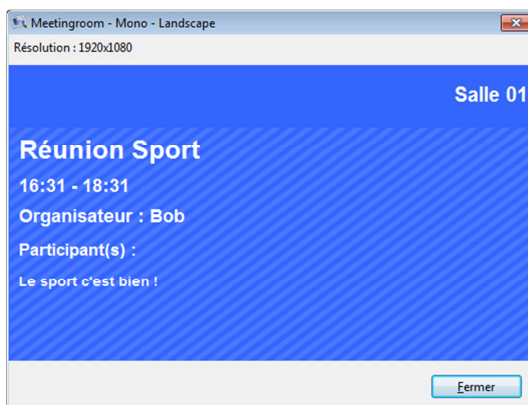 Meetingroom - Mono - Landscape
Résolution : 1920x1080
Salle 01
Réunion Sport
16:31 - 18:31
Organisateur : Bob
Participant(s) :
Le sport c'est bien !
Fermer